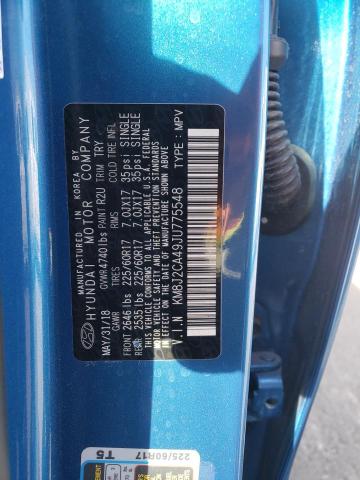 MFD. IN KOREA BY
HYUNDAI MOTOR COMPANY
MAY/31/18 GVWR 4740lbs PAINT R2U TRIM TRY
GAWR TIRES RIMS COLD TIRE INFL
FRONT 2646 lbs 225/60R17 7.0JX17 35psi SINGLE
REAR 2535 lbs 225/60R17 7.0JX17 35psi SINGLE
THIS VEHICLE CONFORMS TO ALL APPLICABLE
FEDERAL MOTOR VEHICLE SAFETY, BUMPER
AND THEFT PREVENTION STANDARDS IN EFFECT
ON THE DATE OF MANUFACTURE SHOWN ABOVE.
V.I.N KM8J2CA49JU775548
TYPE: MPV
225/60R17 T5